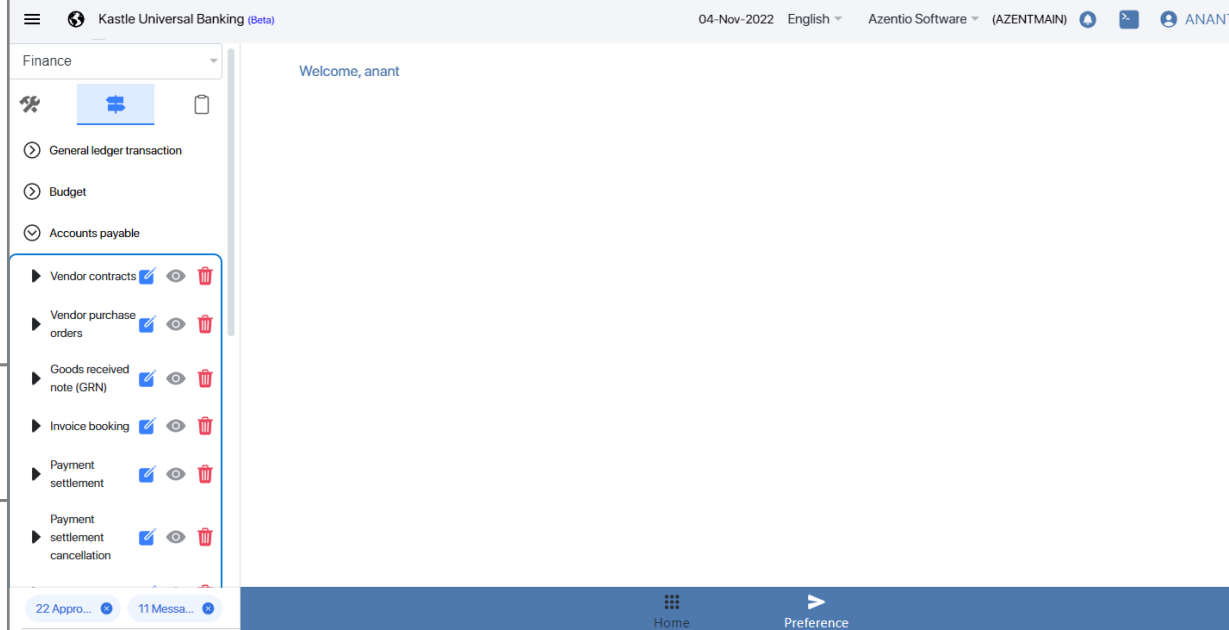 Kastle Universal Banking (Beta)
04-Nov-2022 English Azentio Software (AZENTMAIN) ANANT
Finance
Welcome, anant
General ledger transaction
Budget
Accounts payable
Vendor contracts
Vendor purchase
orders
Goods received
note (GRN)
Invoice booking
Payment
settlement
Payment
settlement
cancellation
22 Appro...
11 Messa...
Home
Preference